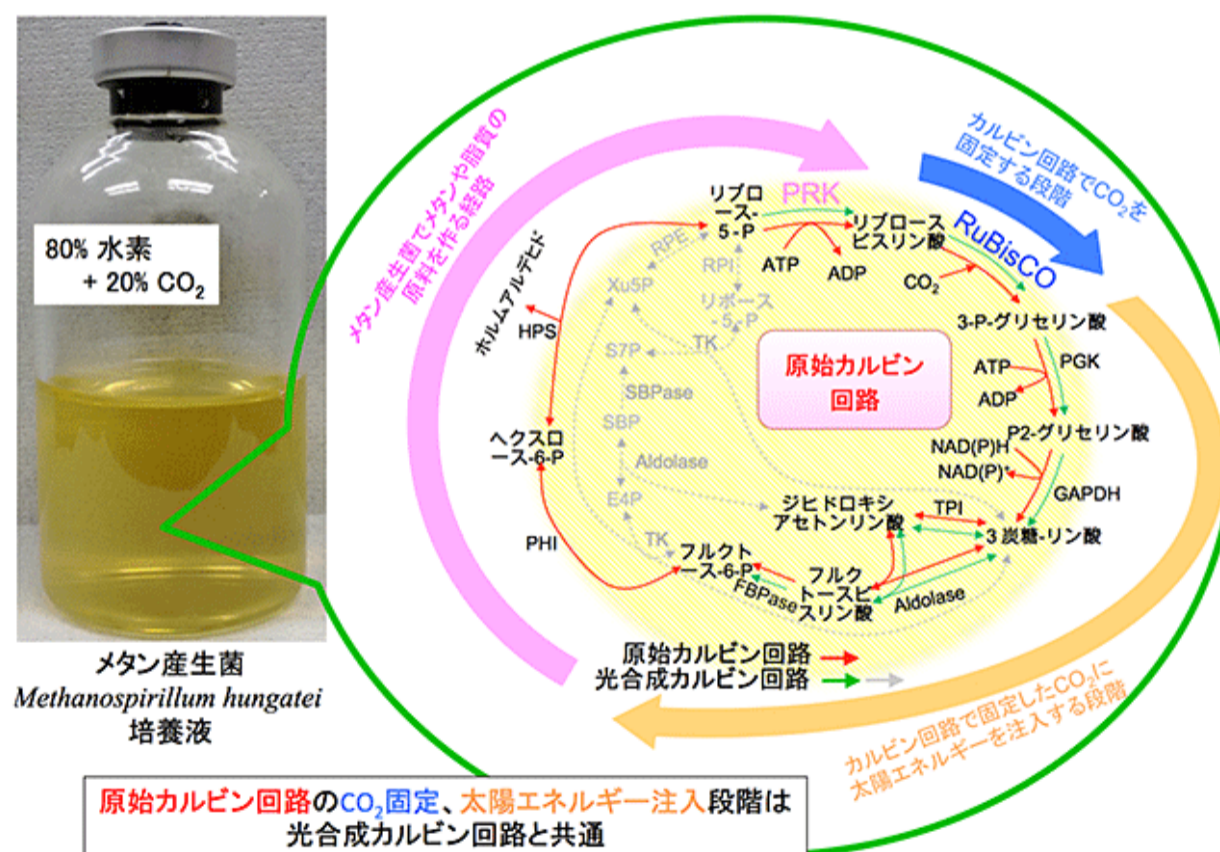 80% 水素
+ 20% CO₂
メタン産生菌
Methanospirillum hungatei
培養液
メタン産生菌でメタンや脂質の
原料を作る経路
カルビン回路でCO₂を
固定する段階
PRK
RuBisCO
リブロ
ース-
5 -P
リブロース
ビスリン酸
ATP
ADP
CO₂
3-P-グリセリン酸
ATP
ADP
PGK
P2-グリセリン酸
NAD(P)H
NAD(P)⁺
GAPDH
TPI
3 炭糖-リン酸
ジヒドロキシ
アセトンリン酸
Aldolase
フルク
トースビ
スリン酸
FBPase
フルクト
ース-6-P
PHI
ヘクスロ
ース-6-P
HPS
ホルムアルデヒド
RPE
RPI
Xu5P
リボース
-5 -P
TK
S7P
SBPase
SBP
Aldolase
E4P
TK
原始カルビン
回路
原始カルビン回路
光合成カルビン回路
カルビン回路で固定したCO₂に
太陽エネルギーを注入する段階
原始カルビン回路のCO₂固定、太陽エネルギー注入段階は
光合成カルビン回路と共通